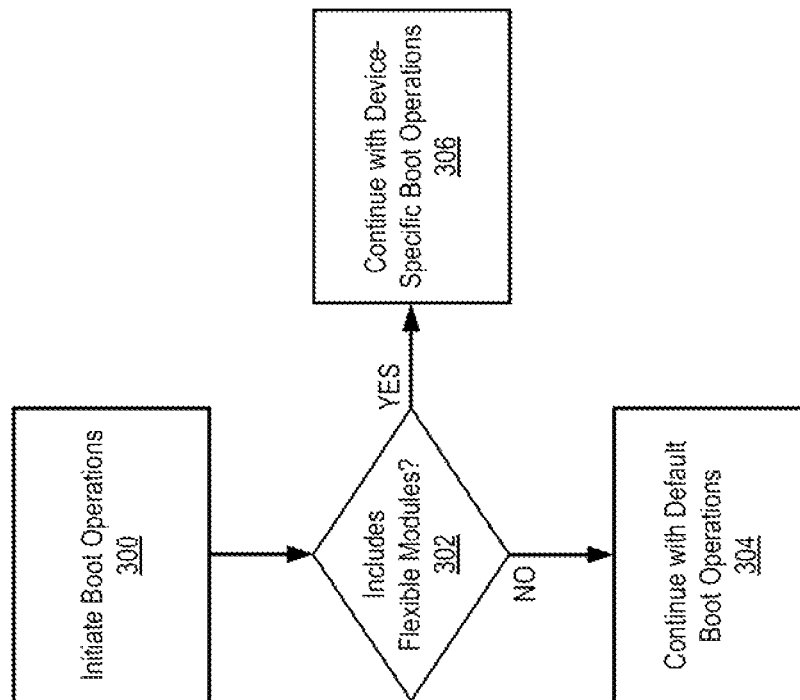 Initiate Boot Operations
300
Includes
Flexible Modules?
302
YES
Continue with Device-
Specific Boot Operations
306
NO
Continue with Default
Boot Operations
304